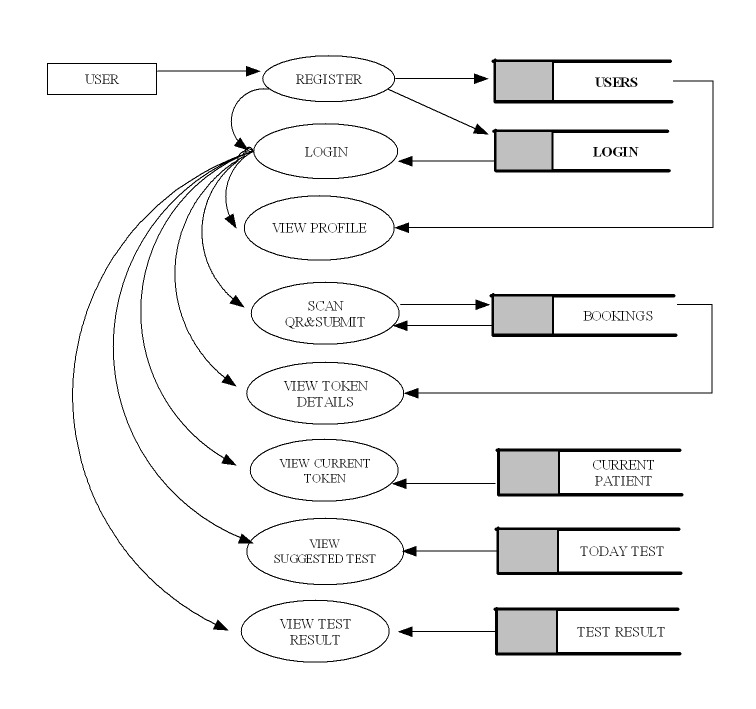 USER
REGISTER
USERS
LOGIN
LOGIN
VIEW PROFILE
SCAN
QR&SUBMIT
BOOKINGS
VIEW TOKEN
DETAILS
VIEW CURRENT
TOKEN
CURRENT
PATIENT
VIEW
SUGGESTED TEST
TODAY TEST
VIEW TEST
RESULT
TEST RESULT